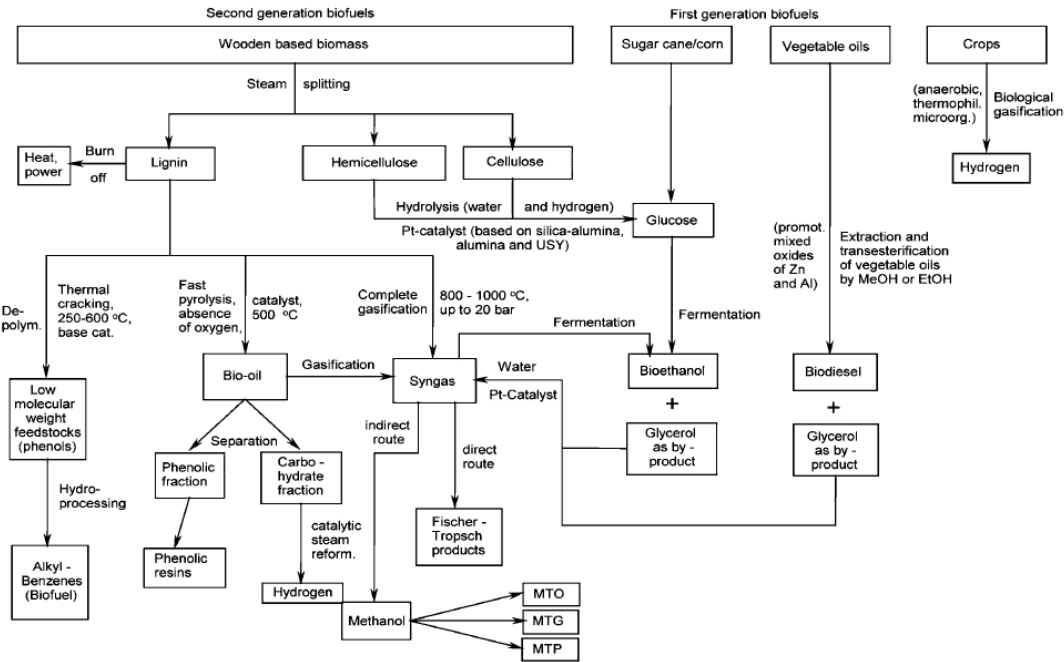 Second generation biofuels
First generation biofuels
Wooden based biomass
Sugar cane/corn
Vegetable oils
Crops
Steam splitting
(anaerobic,
thermophil.
microorg.)
Biological
gasification
Heat,
power
Burn
off
Lignin
Hemicellulose
Cellulose
Hydrogen
Hydrolysis (water and hydrogen)
Pt-catalyst (based on silica-alumina,
alumina and USY)
Glucose
(promot.
mixed
oxides
of Zn
and Al)
Extraction and
transesterification
of vegetable oils
by MeOH or EtOH
De-
polym.
Thermal
cracking,
250-600 ºC,
base cat.
Fast
pyrolysis,
absence
of oxygen,
catalyst,
500 ºC
Complete
gasification
800 - 1000 ºC,
up to 20 bar
Fermentation
Fermentation
Bio-oil
Gasification
Syngas
Water
Pt-Catalyst
Bioethanol
Biodiesel
+
+
Low
molecular
weight
feedstocks
(phenols)
Separation
indirect
route
direct
route
Glycerol
as by -
product
Glycerol
as by -
product
Phenolic
fraction
Carbo -
hydrate
fraction
Hydro-
processing
Fischer -
Tropsch
products
catalytic
steam
reform.
Alkyl -
Benzenes
(Biofuel)
Phenolic
resins
Hydrogen
Methanol
MTO
MTG
MTP